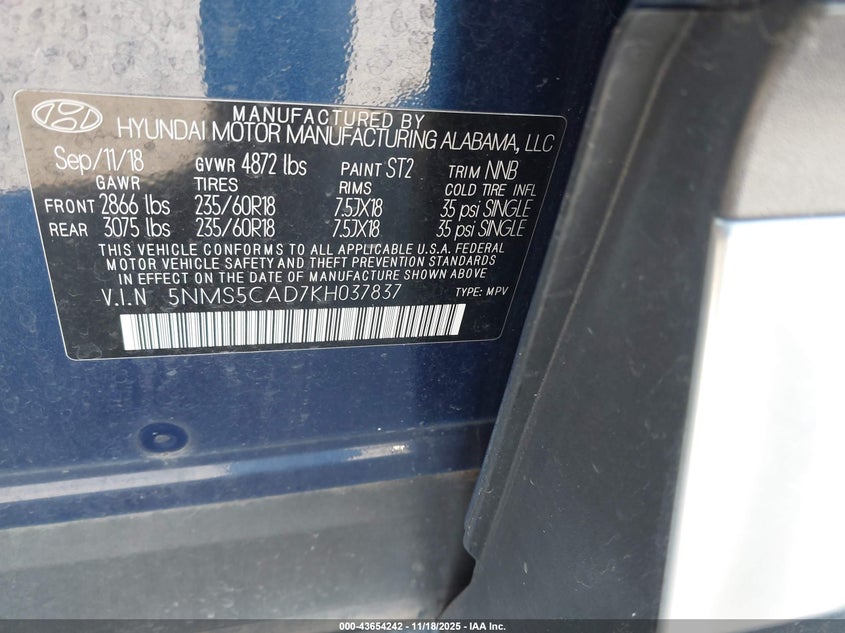 MANUFACTURED BY
HYUNDAI MOTOR MANUFACTURING ALABAMA, LLC
Sep/11/18 GVWR 4872 lbs PAINT ST2 TRIM NNB
GAWR TIRES RIMS COLD TIRE INFL
FRONT 2866 lbs 235/60R18 7.5JX18 35 psi SINGLE
REAR 3075 lbs 235/60R18 7.5JX18 35 psi SINGLE
THIS VEHICLE CONFORMS TO ALL APPLICABLE U.S.A. FEDERAL
MOTOR VEHICLE SAFETY AND THEFT PREVENTION STANDARDS
IN EFFECT ON THE DATE OF MANUFACTURE SHOWN ABOVE.
V.I.N 5NMS5CAD7KH037837 TYPE: MPV
000-43654242 - 11/18/2025 - IAA Inc.